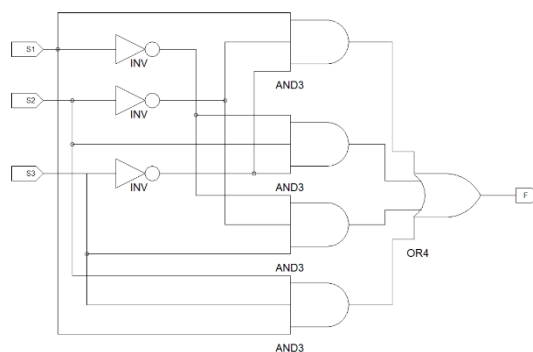 S1
INV
AND3
S2
INV
S3
INV
AND3
F
OR4
AND3
AND3